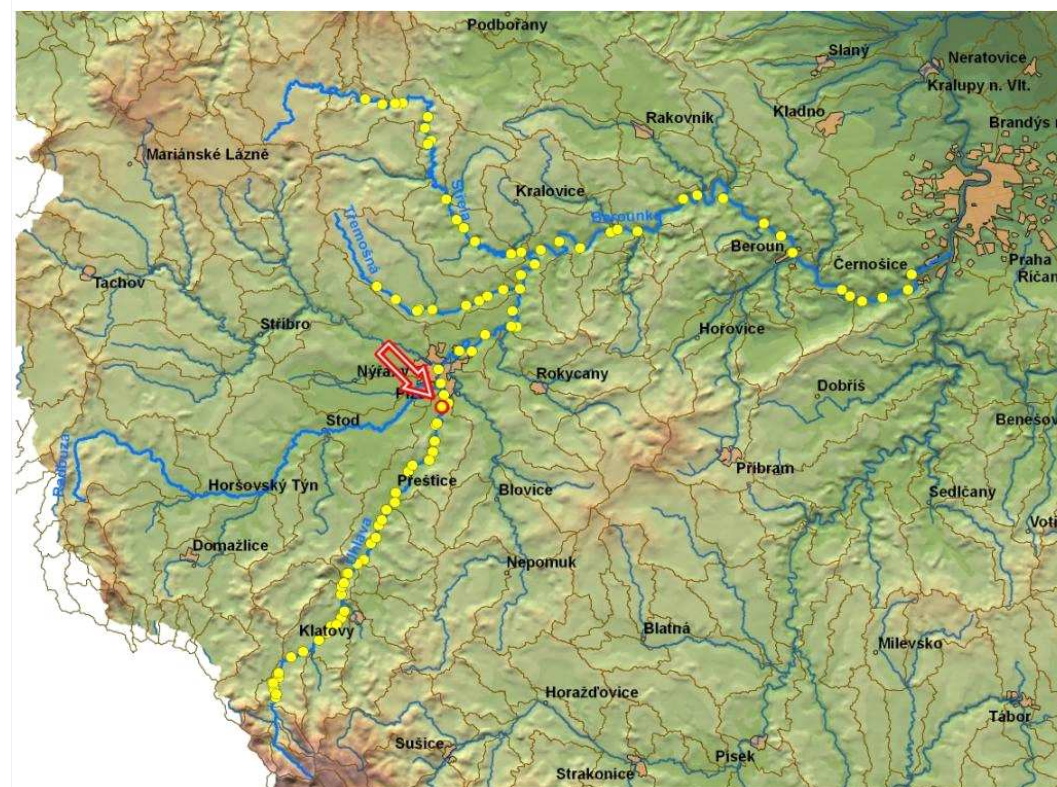 Podbořany
Slaný
Neratovice
Kralupy n. Vlt.
Rakovník
Kladno
Brandýs n
Mariánské Lázně
Střela
Kralovice
Třemošná
Berounka
Beroun
Černošice
Praha
Říčan
Tachov
Stříbro
Hořovice
Nýřany
Rokycany
Dobříš
Stod
Benešov
Radbuza
Příbram
Horšovský Týn
Přeštice
Blovice
Sedlčany
Voti
Úhlava
Domažlice
Nepomuk
Klatovy
Blatná
Milevsko
Horažďovice
Tábor
Sušice
Písek
Strakonice